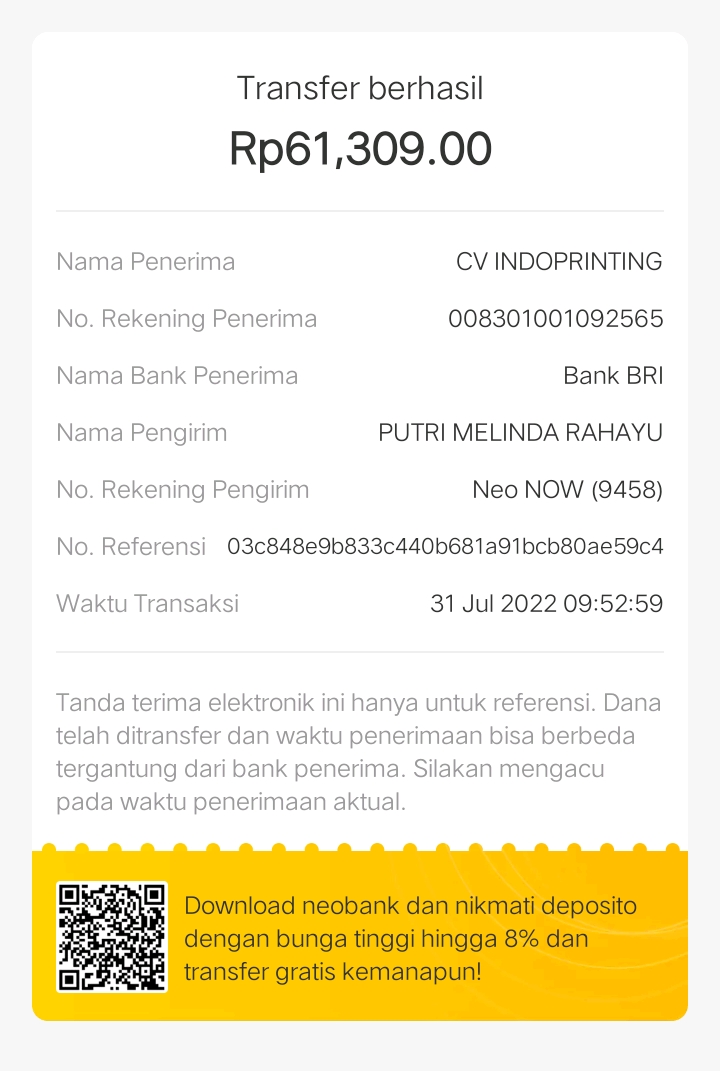 Transfer berhasil
Rp61,309.00
Nama Penerima CV INDOPRINTING
No. Rekening Penerima 008301001092565
Nama Bank Penerima Bank BRI
Nama Pengirim PUTRI MELINDA RAHAYU
No. Rekening Pengirim Neo NOW (9458)
No. Referensi 03c848e9b833c440b681a91bcb80ae59c4
Waktu Transaksi 31 Jul 2022 09:52:59
Tanda terima elektronik ini hanya untuk referensi. Dana
telah ditransfer dan waktu penerimaan bisa berbeda
tergantung dari bank penerima. Silakan mengacu
pada waktu penerimaan aktual.
Download neobank dan nikmati deposito
dengan bunga tinggi hingga 8% dan
transfer gratis kemanapun!